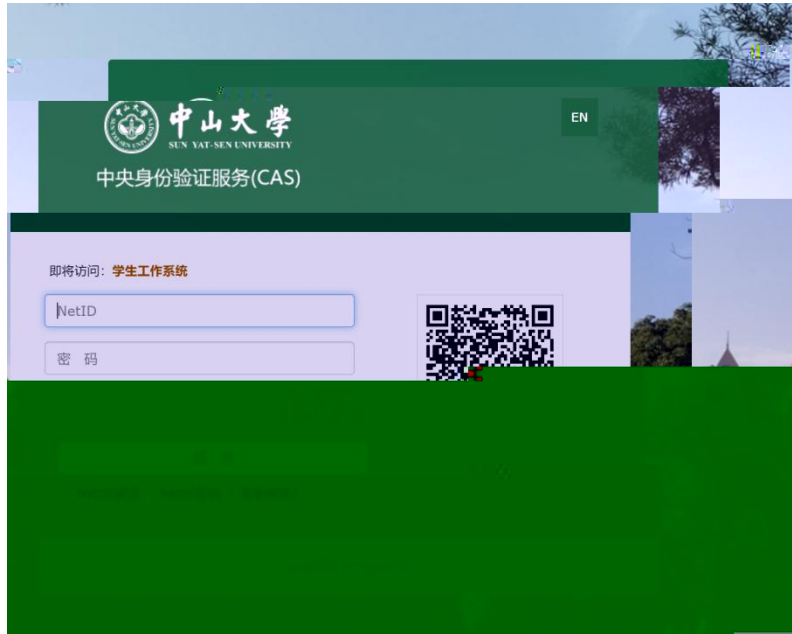 中山大學
SUN YAT-SEN UNIVERSITY
EN
中央身份验证服务(CAS)
即将访问：学生工作系统
NetID
密 码